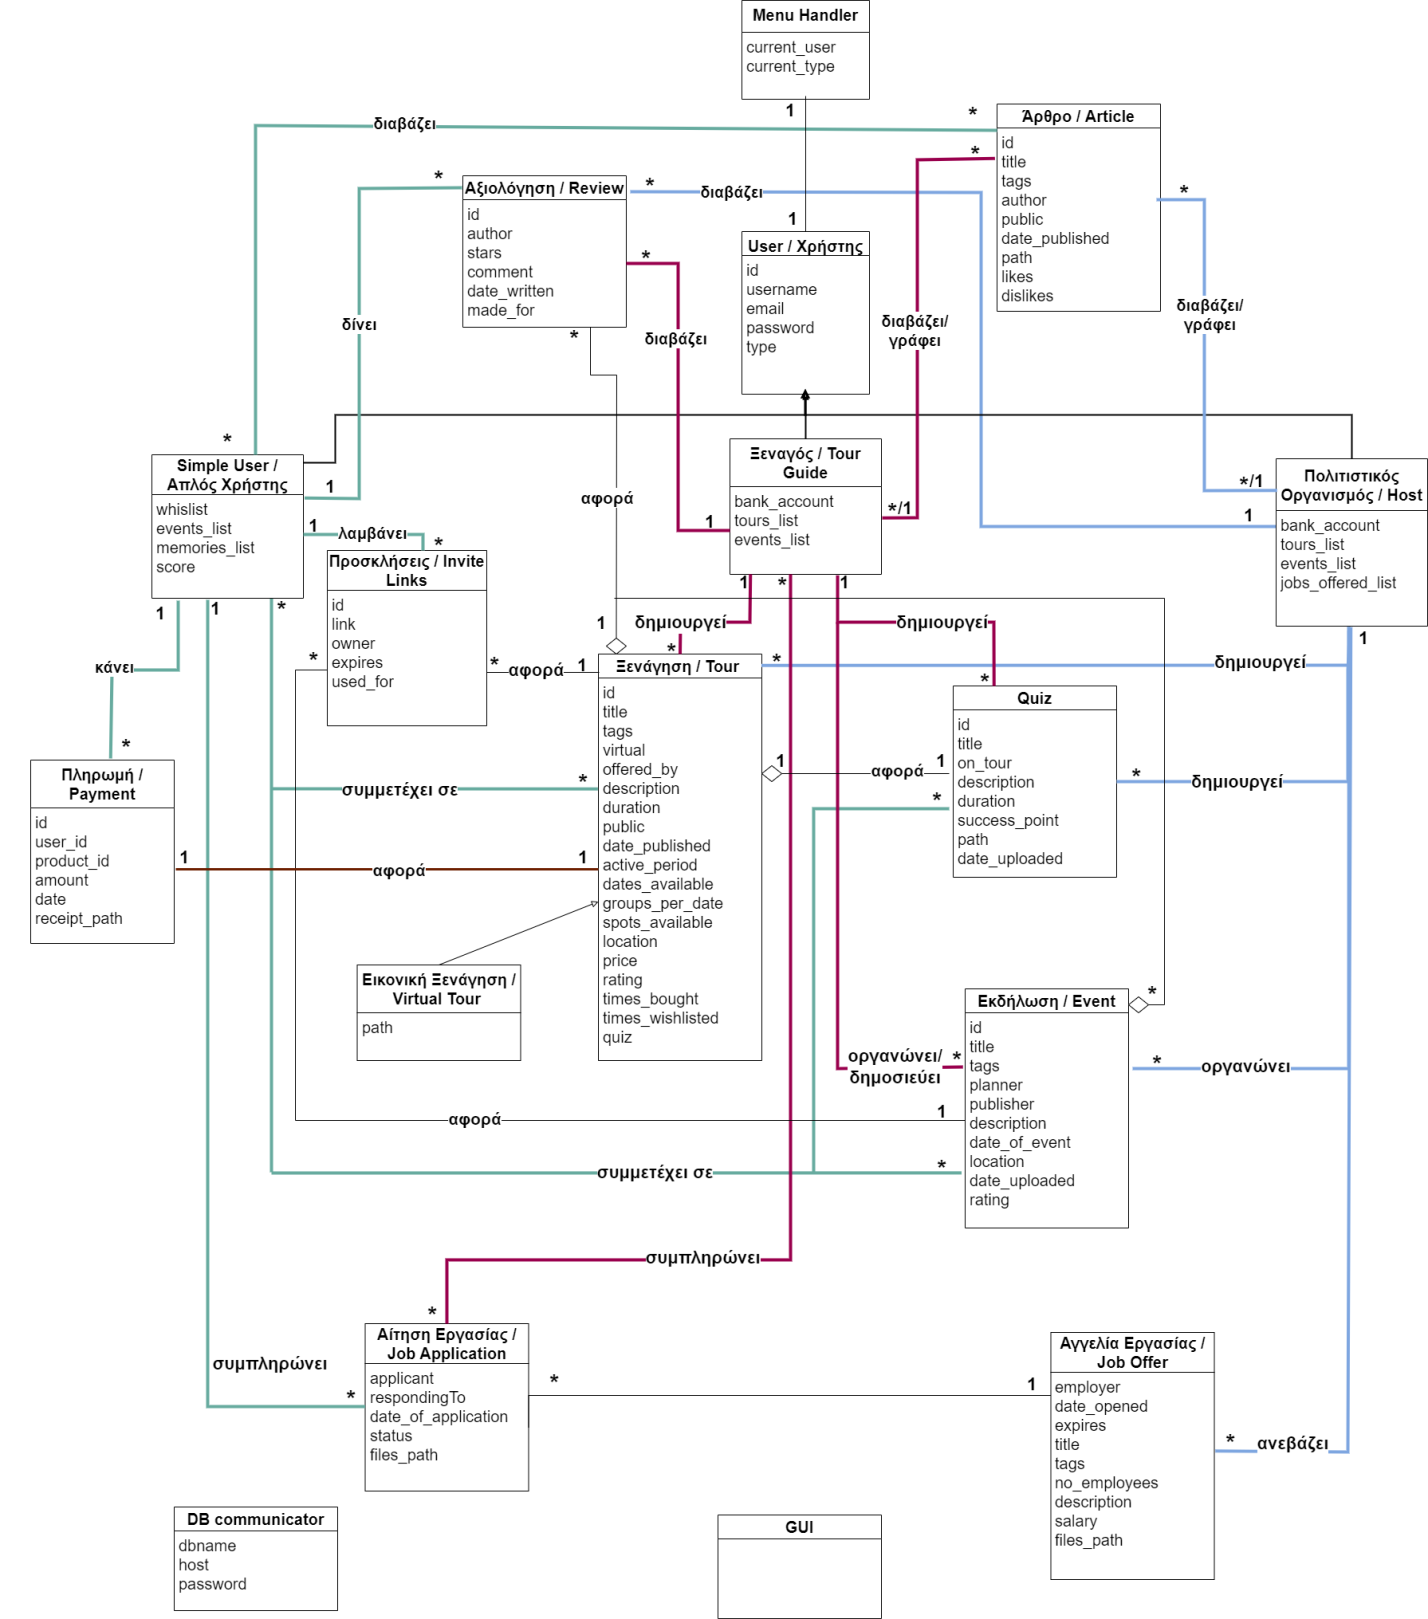 Menu Handler
current_user
current_type
1
1
User / Χρήστης
id
username
email
password
type
Άρθρο / Article
id
title
tags
author
public
date_published
path
likes
dislikes
*
διαβάζει
*
*
διαβάζει/
γράφει
*/1
*
διαβάζει/
γράφει
*/1
Αξιολόγηση / Review
id
author
stars
comment
date_written
made_for
*
δίνει
1
*
διαβάζει
1
*
διαβάζει
1
*
αφορά
1
Simple User /
Απλός Χρήστης
whislist
events_list
memories_list
score
Ξεναγός / Tour
Guide
bank_account
tours_list
events_list
Πολιτιστικός
Οργανισμός / Host
bank_account
tours_list
events_list
jobs_offered_list
1
λαμβάνει
*
Προσκλήσεις / Invite
Links
id
link
owner
expires
used_for
*
*
αφορά
1
1
κάνει
*
1
*
1
δημιουργεί
*
*
1
δημιουργεί
*
1
*
δημιουργεί
Ξενάγηση / Tour
id
title
tags
virtual
offered_by
description
duration
public
date_published
active_period
dates_available
groups_per_date
spots_available
location
price
rating
times_bought
times_wishlisted
quiz
Quiz
id
title
on_tour
description
duration
success_point
path
date_uploaded
1
αφορά
1
*
*
δημιουργεί
συμμετέχει σε
*
Πληρωμή /
Payment
id
user_id
product_id
amount
date
receipt_path
1
αφορά
1
Εικονική Ξενάγηση /
Virtual Tour
path
Εκδήλωση / Event
id
title
tags
planner
publisher
description
date_of_event
location
date_uploaded
rating
*
οργανώνει/
δημοσιεύει
*
*
οργανώνει
αφορά
1
συμμετέχει σε
*
συμπληρώνει
*
Αίτηση Εργασίας /
Job Application
applicant
respondingTo
date_of_application
status
files_path
συμπληρώνει
*
*
1
Αγγελία Εργασίας /
Job Offer
employer
date_opened
expires
title
tags
no_employees
description
salary
files_path
*
ανεβάζει
DB communicator
dbname
host
password
GUI